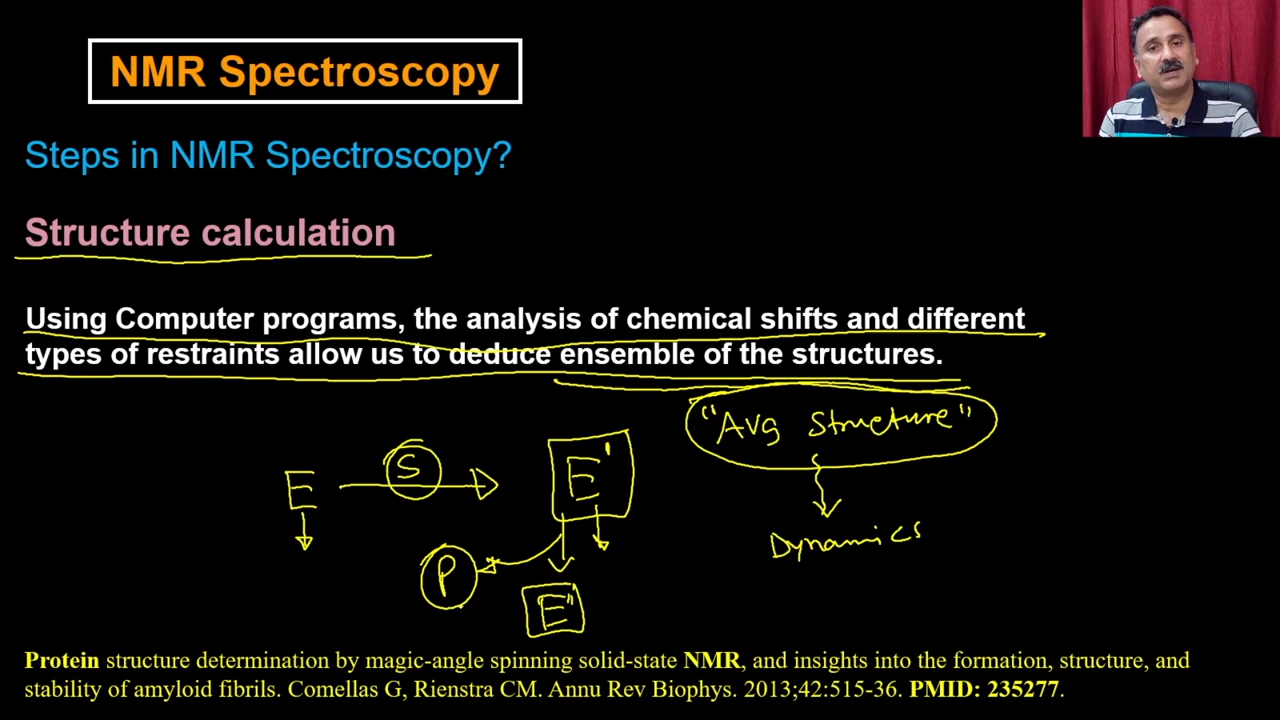 NMR Spectroscopy
Steps in NMR Spectroscopy?
Structure calculation
Using Computer programs, the analysis of chemical shifts and different
types of restraints allow us to deduce ensemble of the structures.
"Avg Structure"
E S E'
Dynamics
P
E"
Protein structure determination by magic-angle spinning solid-state NMR, and insights into the formation, structure, and
stability of amyloid fibrils. Comellas G, Rienstra CM. Annu Rev Biophys. 2013;42:515-36. PMID: 235277.